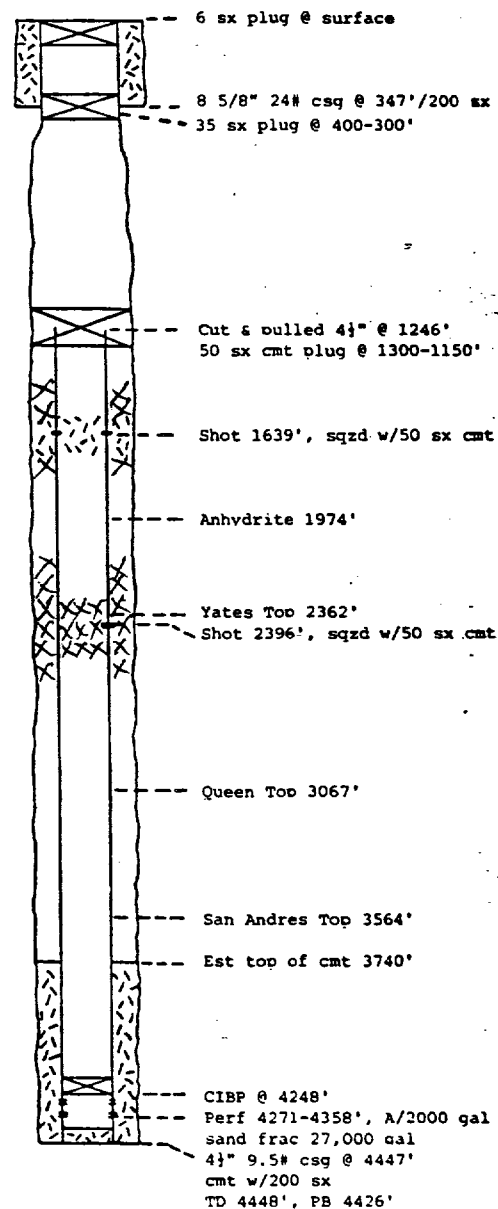 6 sx plug @ surface
8 5/8" 24# csg @ 347'/200 sx
35 sx plug @ 400-300'
Cut & pulled 4½" @ 1246'
50 sx cmt plug @ 1300-1150'
Shot 1639', sqzd w/50 sx cmt
Anhydrite 1974'
Yates Top 2362'
Shot 2396', sqzd w/50 sx cmt
Queen Top 3067'
San Andres Top 3564'
Est top of cmt 3740'
CIBP @ 4248'
Perf 4271-4358', A/2000 gal
sand frac 27,000 gal
4½" 9.5# csg @ 4447'
cmt w/200 sx
TD 4448', PB 4426'